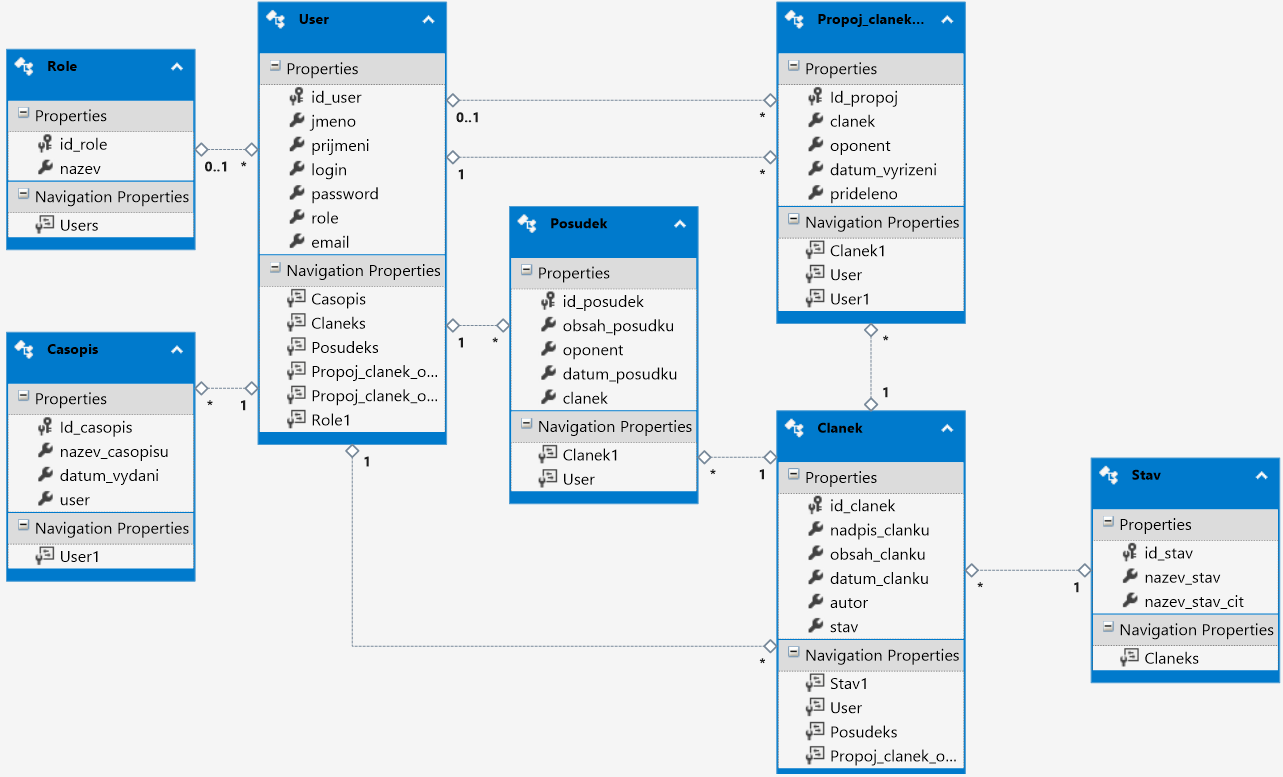 Role
Properties
id_role
nazev
Navigation Properties
Users
0..1
*
User
Properties
id_user
jmeno
prijmeni
login
password
role
email
Navigation Properties
Casopis
Claneks
Posudeks
Propoj_clanek_o...
Propoj_clanek_o...
Role1
0..1
*
1
*
Propoj_clanek...
Properties
Id_propoj
clanek
oponent
datum_vyrizeni
prideleno
Navigation Properties
Clanek1
User
User1
*
1
Casopis
Properties
Id_casopis
nazev_casopisu
datum_vydani
user
Navigation Properties
User1
*
1
Posudek
Properties
id_posudek
obsah_posudku
oponent
datum_posudku
clanek
Navigation Properties
Clanek1
User
1
*
*
1
1
*
Clanek
Properties
id_clanek
nadpis_clanku
obsah_clanku
datum_clanku
autor
stav
Navigation Properties
Stav1
User
Posudeks
Propoj_clanek_o...
*
1
Stav
Properties
id_stav
nazev_stav
nazev_stav_cit
Navigation Properties
Claneks